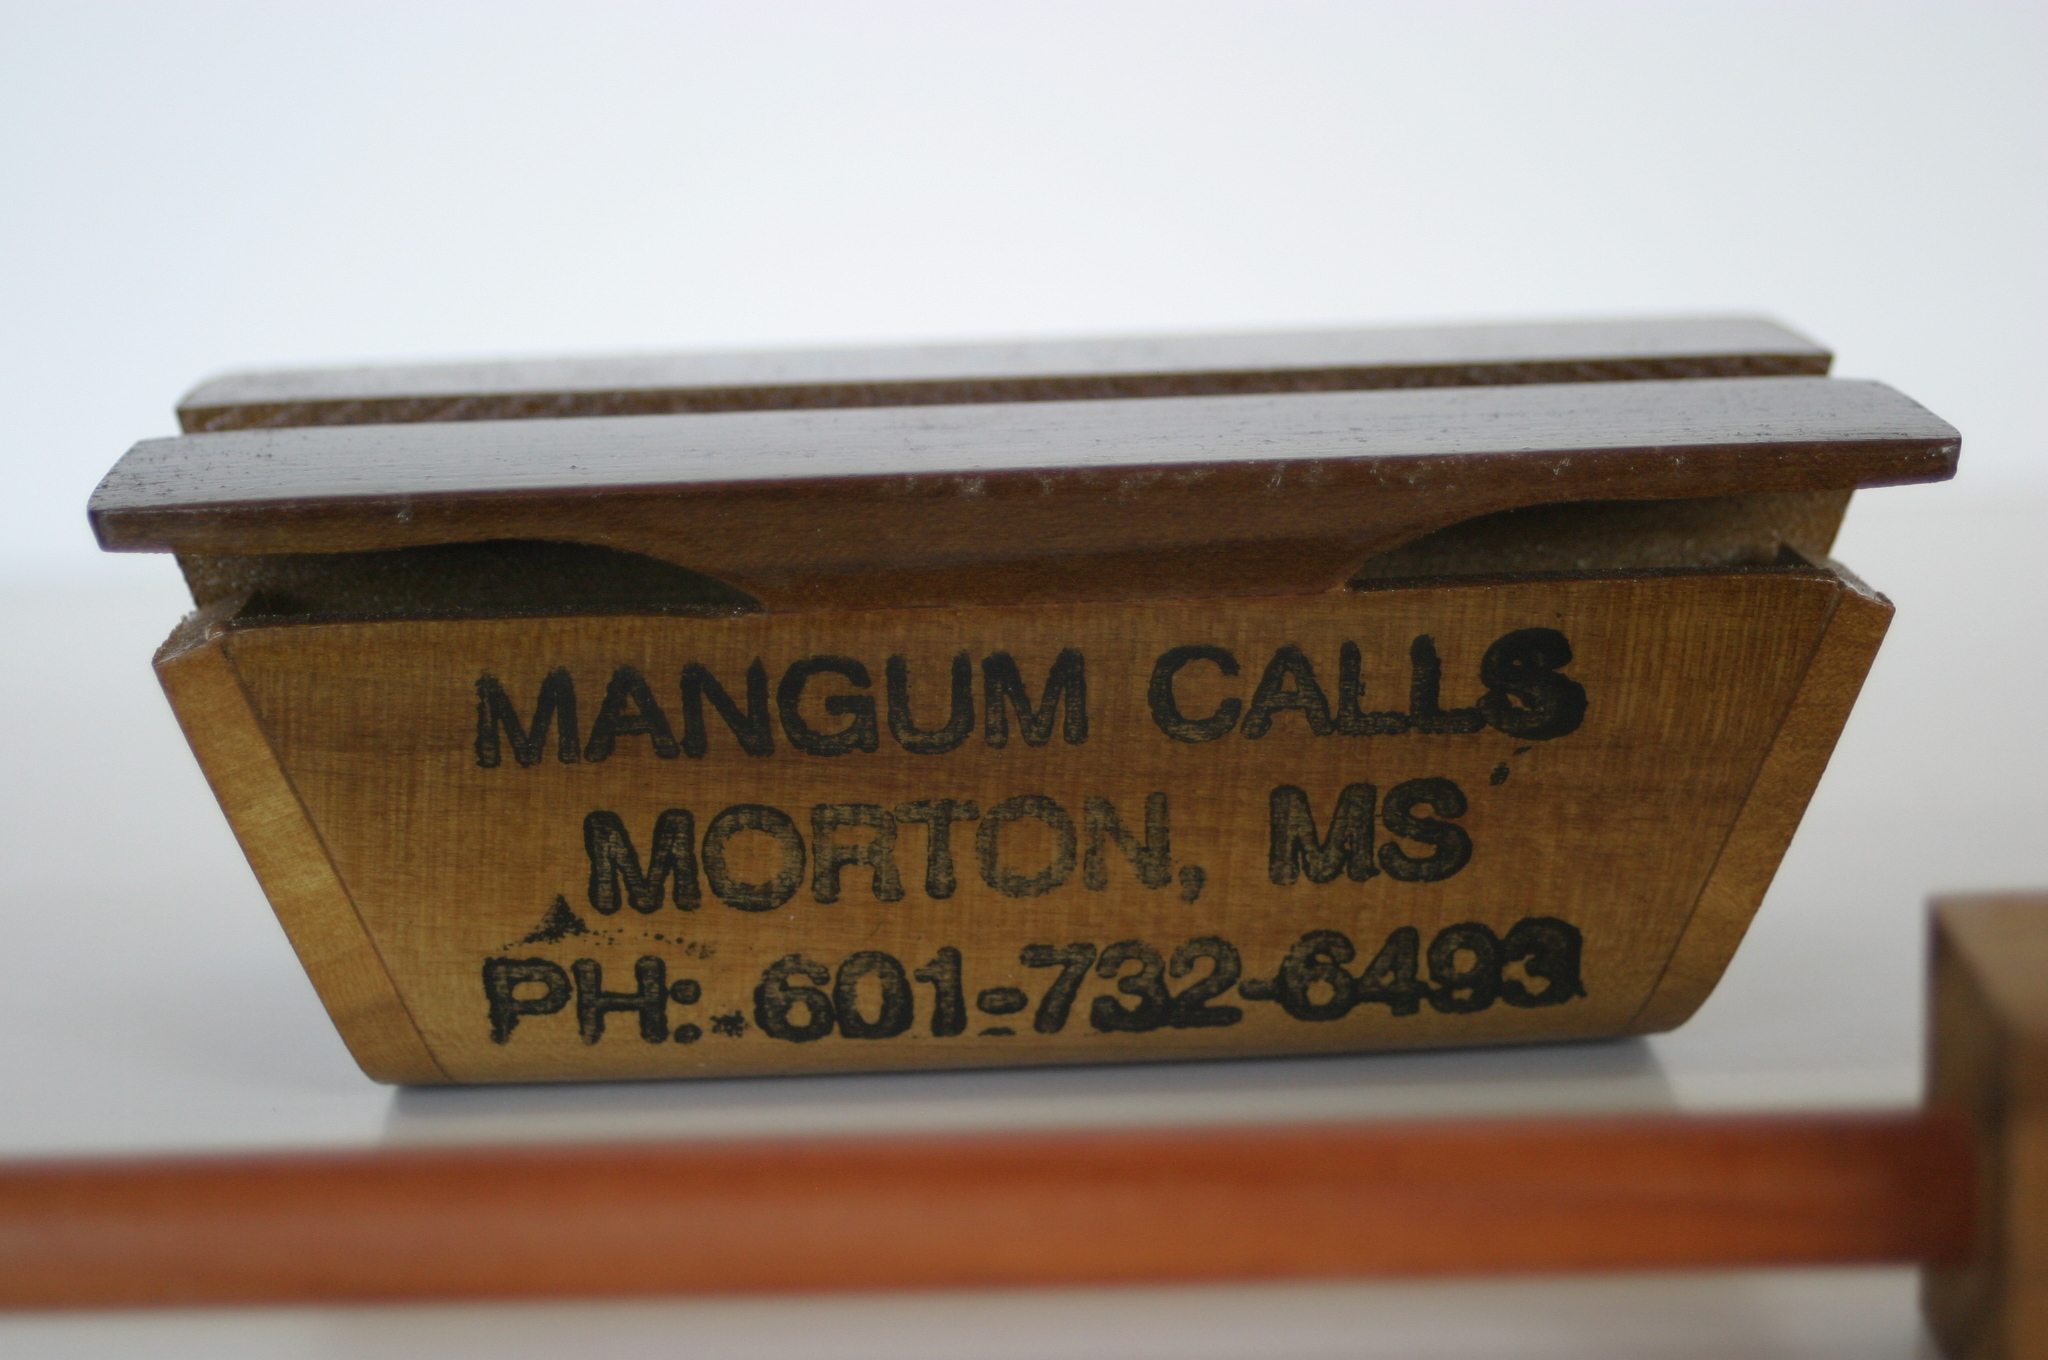 MANGUM CALLS
MORTON, MS
PH: 601-732-6493